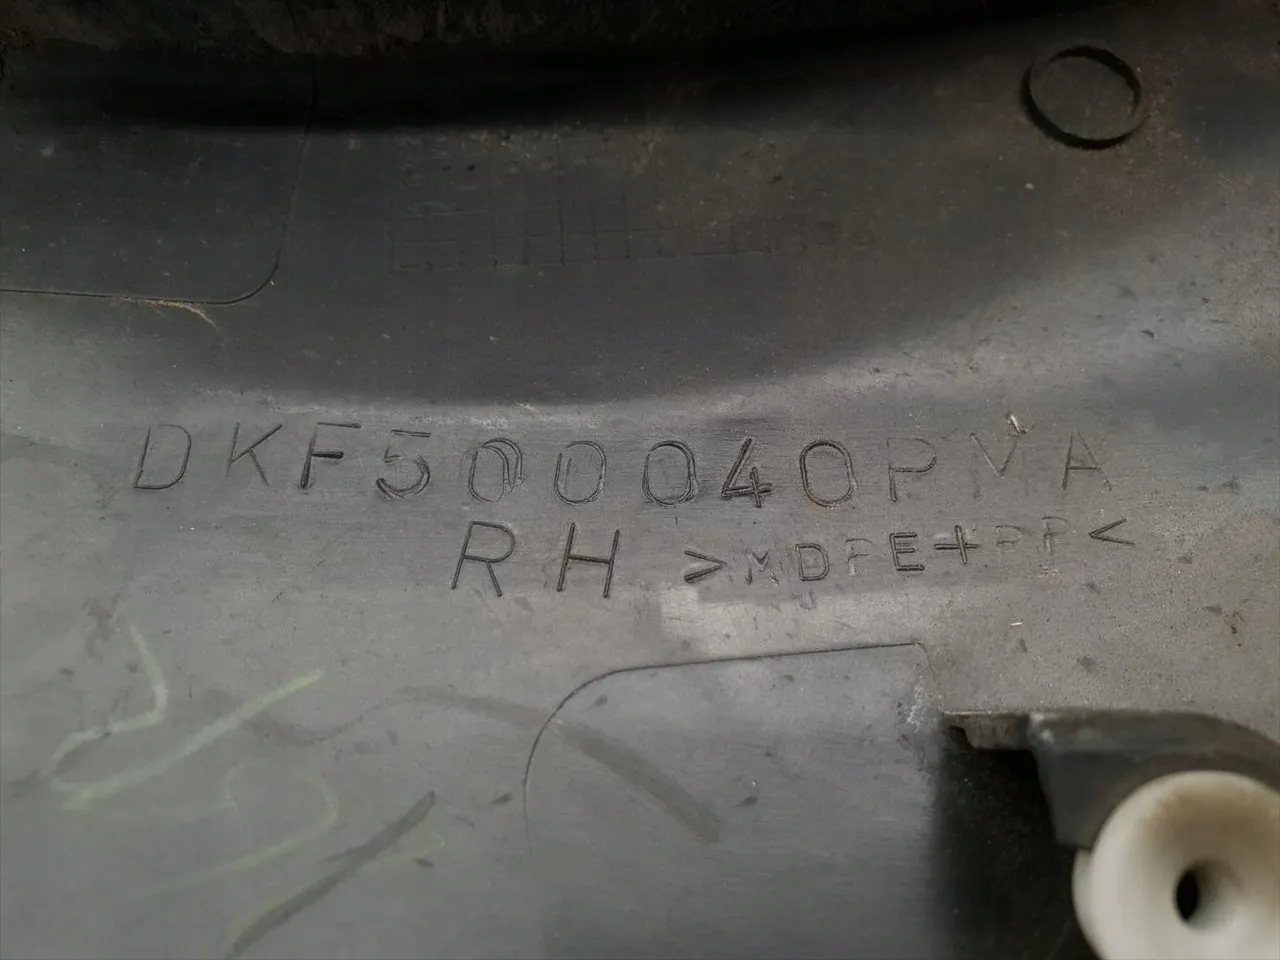 DKF500040PMA
RH >MDPE+PP<